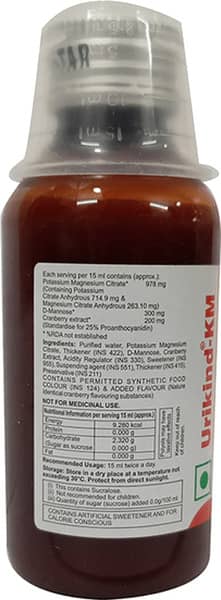 Each serving per 15 ml contains (approx.):
Potassium Magnesium Citrate* 978 mg
(Containing Potassium
Citrate Anhydrous 714.9 mg &
Magnesium Citrate Anhydrous 263.10 mg)
D-Mannose* 300 mg
Cranberry extract* 200 mg
(Standardise for 25% Proanthocyanidin)
* %RDA not established
Ingredients: Purified water, Potassium Magnesium
Citrate, Thickener (INS 422), D-Mannose, Cranberry
Extract, Acidity Regulator (INS 330), Sweetener (INS
955), Suspending agent (INS 551), Thickener (INS 415),
Preservative (INS 211)
CONTAINS PERMITTED SYNTHETIC FOOD
COLOUR (INS 124) & ADDED FLAVOUR (Nature
identical cranberry flavouring substances).
NOT FOR MEDICINAL USE.
Nutritional Information per serving 15 ml (approx.):
Energy 9.280 kcal
Protein 0.000 g
Carbohydrate 2.320 g
(Sugar as sucrose 0.000 g)
Fat 0.000 g
Polyols may have
laxative effects
Keep out of reach
of children.
Recommended Usage: 15 ml twice a day.
Storage: Store in a dry place at a temperature not
exceeding 30°C. Protect from direct sunlight.
(i) This contains Sucralose.
(ii) Not recommended for children.
(iii) Quantity of sugar (sucrose) added 0.0g/100 ml
CONTAINS ARTIFICIAL SWEETENER AND FOR
CALORIE CONSCIOUS
Urikind-KM